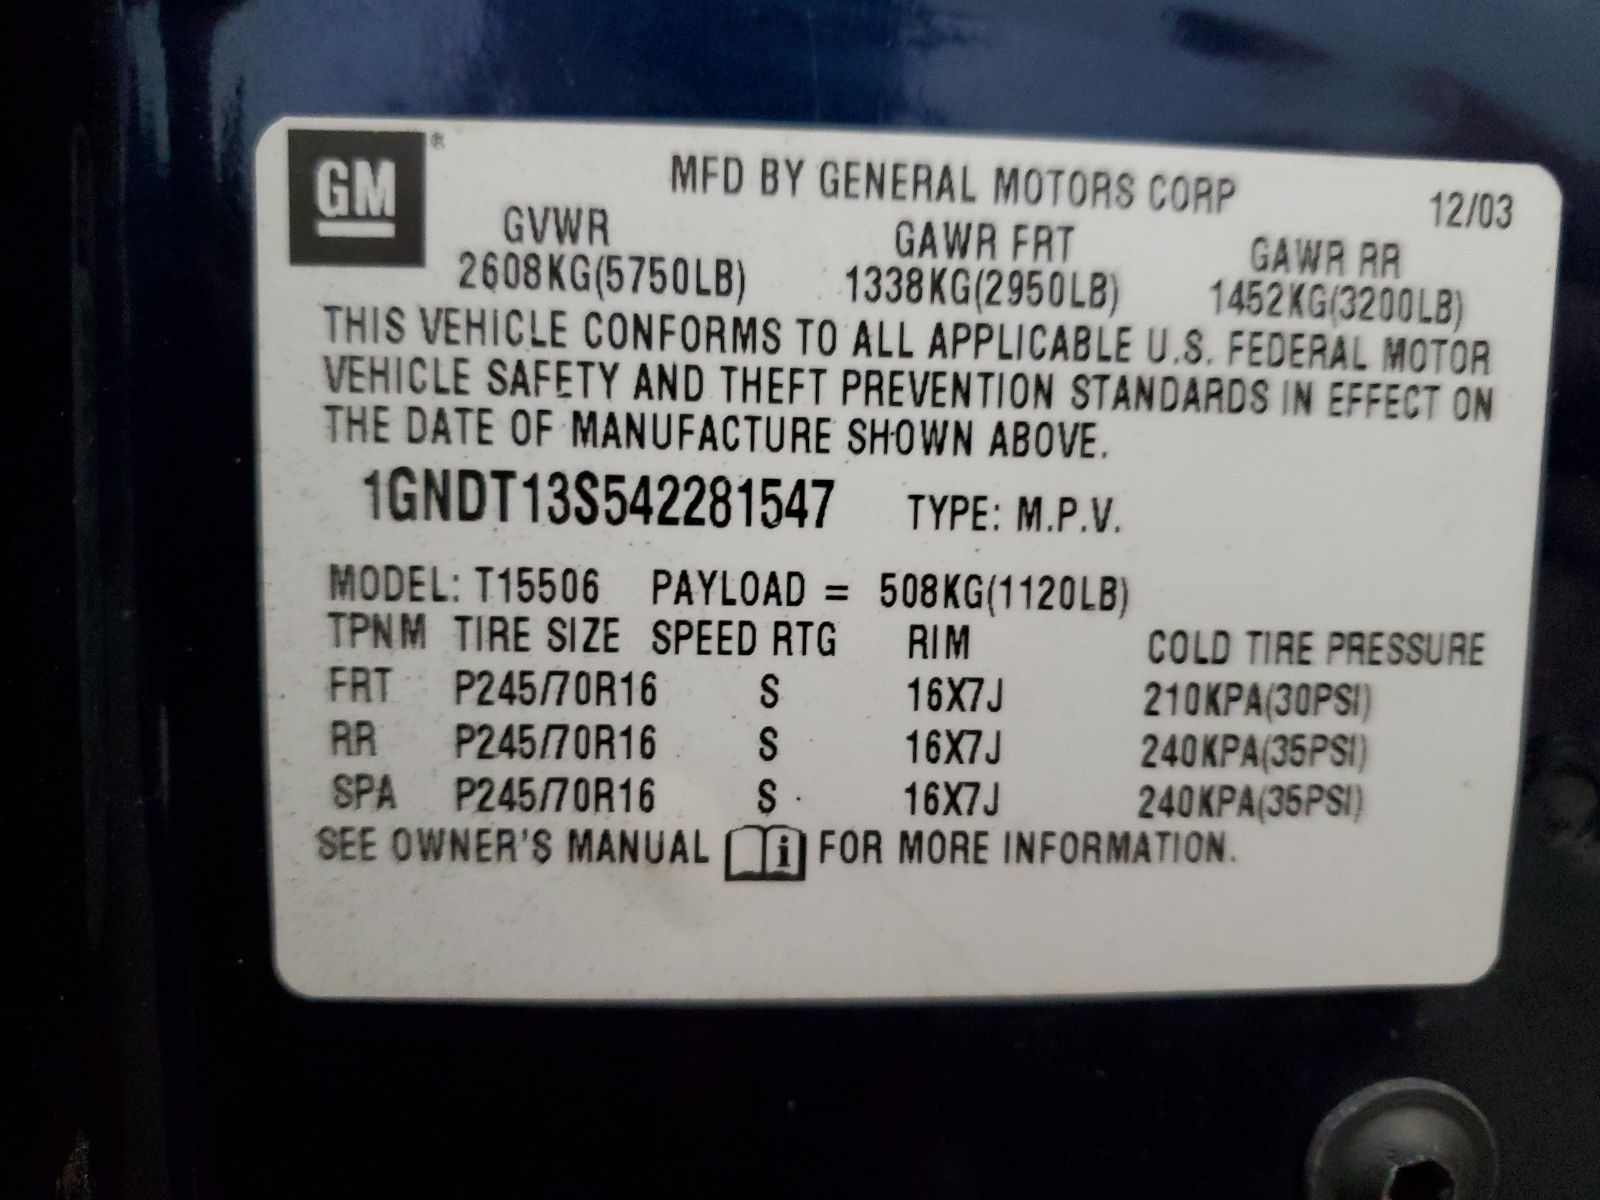 GM®
MFD BY GENERAL MOTORS CORP 12/03
GVWR GAWR FRT GAWR RR
2608KG(5750LB) 1338KG(2950LB) 1452KG(3200LB)
THIS VEHICLE CONFORMS TO ALL APPLICABLE U.S. FEDERAL MOTOR
VEHICLE SAFETY AND THEFT PREVENTION STANDARDS IN EFFECT ON
THE DATE OF MANUFACTURE SHOWN ABOVE.
1GNDT13S542281547 TYPE: M.P.V.
MODEL: T15506 PAYLOAD = 508KG(1120LB)
TPNM TIRE SIZE SPEED RTG RIM COLD TIRE PRESSURE
FRT P245/70R16 S 16X7J 210KPA(30PSI)
RR P245/70R16 S 16X7J 240KPA(35PSI)
SPA P245/70R16 S 16X7J 240KPA(35PSI)
SEE OWNER'S MANUAL i FOR MORE INFORMATION.